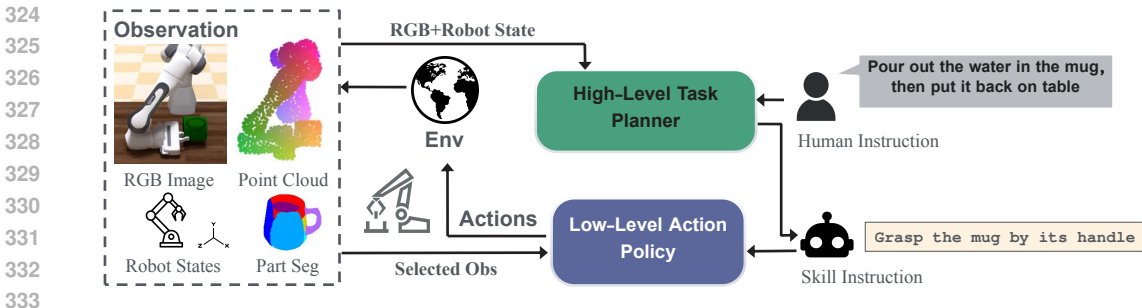 324
325
326
327
328
329
330
331
332
333
Observation
RGB Image
Point Cloud
Robot States
Part Seg
Z
Y
X
RGB+Robot State
Env
Actions
Selected Obs
High-Level Task
Planner
Low-Level Action
Policy
Pour out the water in the mug,
then put it back on table
Human Instruction
Grasp the mug by its handle
Skill Instruction